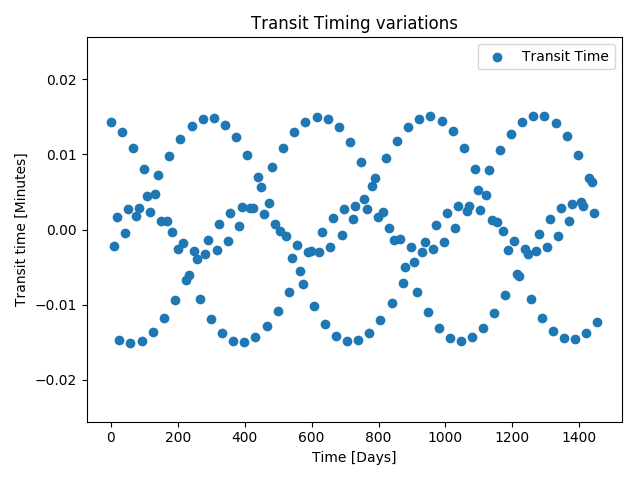 Transit Timing variations
Transit Time
Transit time [Minutes]
0.02
0.01
0.00
−0.01
−0.02
0 200 400 600 800 1000 1200 1400
Time [Days]